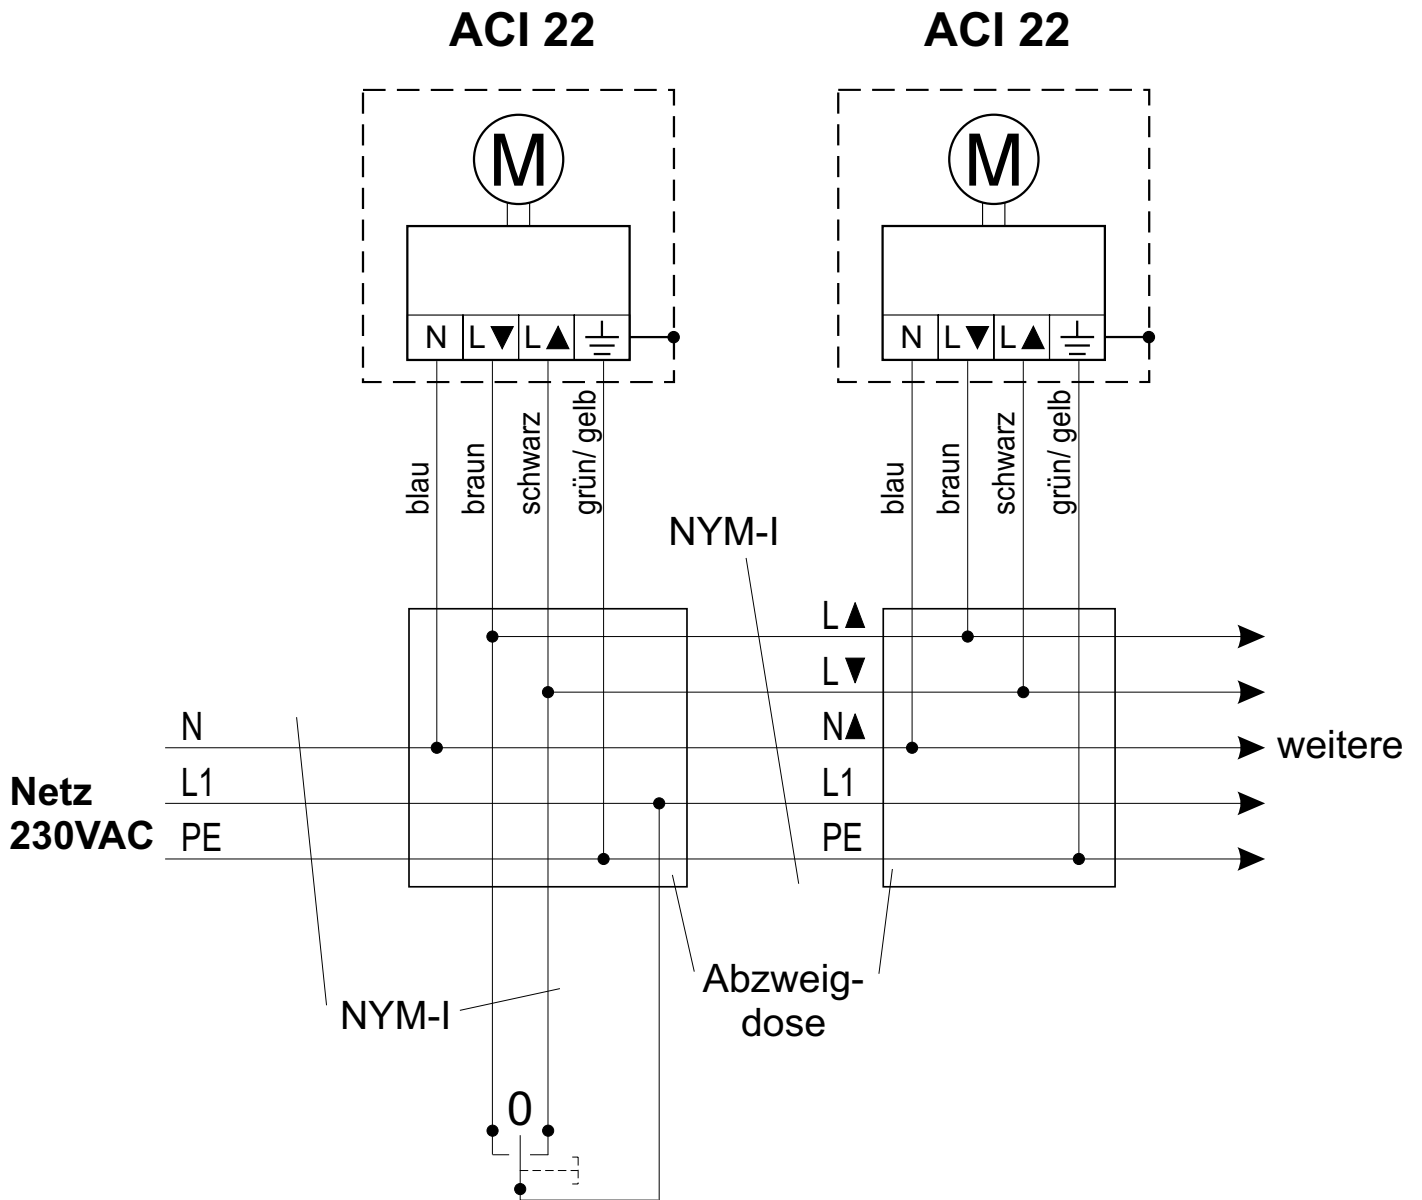 ACI 22
ACI 22
M
M
N L▼ L▲
N L▼ L▲
blau
braun
schwarz
grün/ gelb
blau
braun
schwarz
grün/ gelb
NYM-I
L▲
L▼
N
N▲
weitere
Netz
230VAC
L1
L1
PE
PE
Abzweig-
dose
NYM-I
0